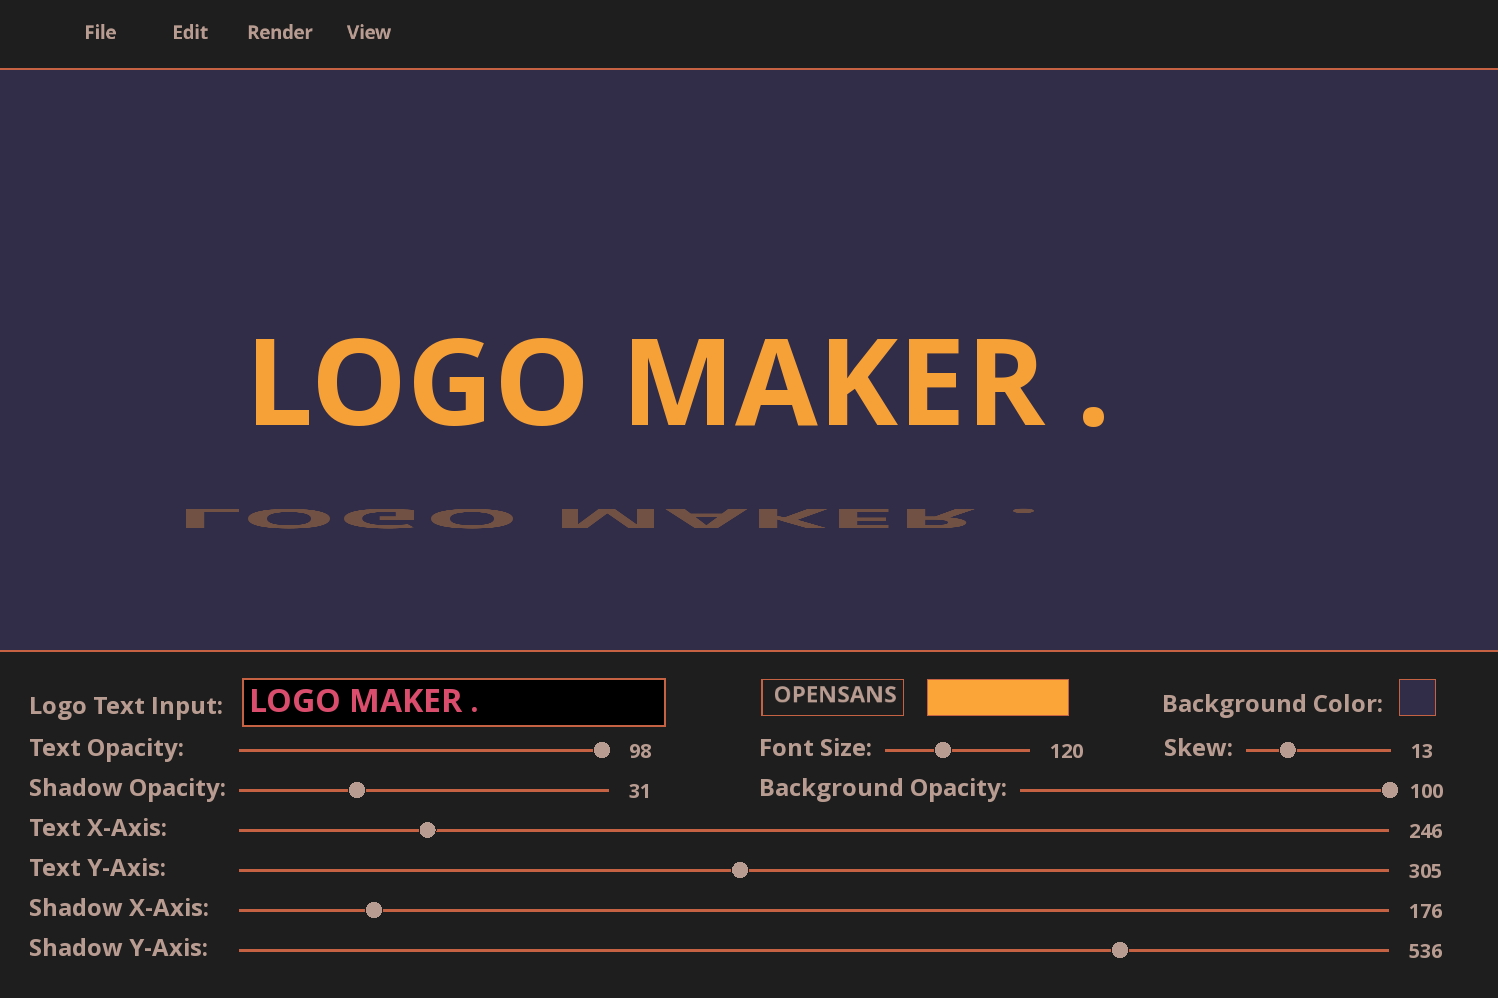 File Edit Render View
LOGO MAKER .
LOGO MAKER .
Logo Text Input: LOGO MAKER . OPENSANS Background Color:
Text Opacity: 98 Font Size: 120 Skew: 13
Shadow Opacity: 31 Background Opacity: 100
Text X-Axis: 246
Text Y-Axis: 305
Shadow X-Axis: 176
Shadow Y-Axis: 536